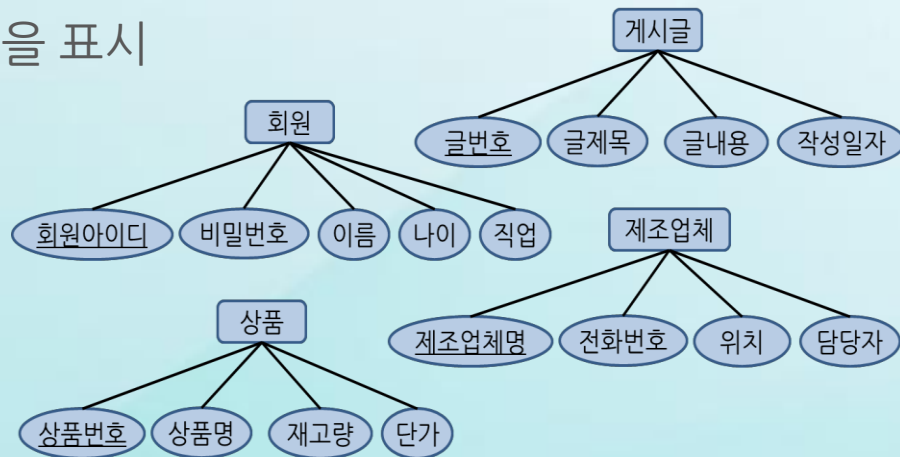 을 표시
게시글
글번호 글제목 글내용 작성일자
회원
회원아이디 비밀번호 이름 나이 직업
제조업체
제조업체명 전화번호 위치 담당자
상품
상품번호 상품명 재고량 단가